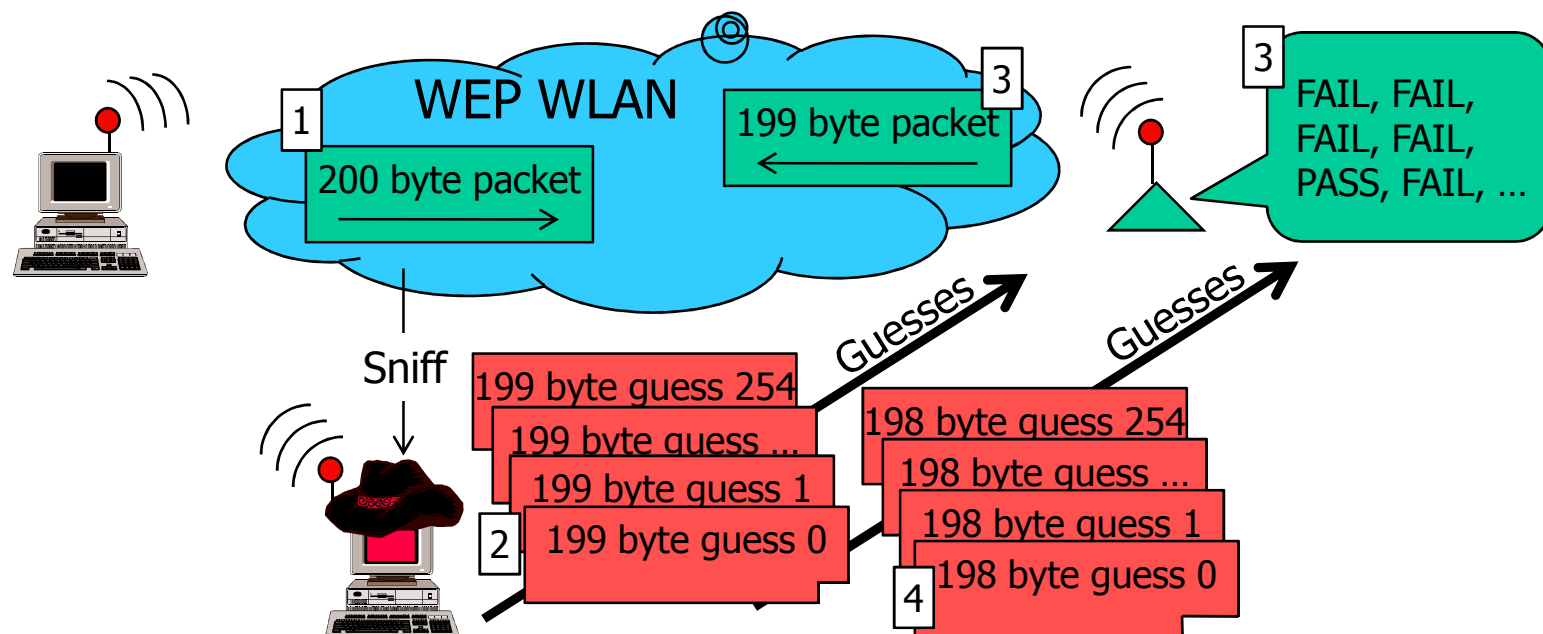 WEP WLAN
1
200 byte packet
3
199 byte packet
3
FAIL, FAIL,
FAIL, FAIL,
PASS, FAIL, …
Sniff
Guesses
Guesses
199 byte guess 254
199 byte guess …
199 byte guess 1
2
199 byte guess 0
198 byte guess 254
198 byte guess …
198 byte guess 1
4
198 byte guess 0